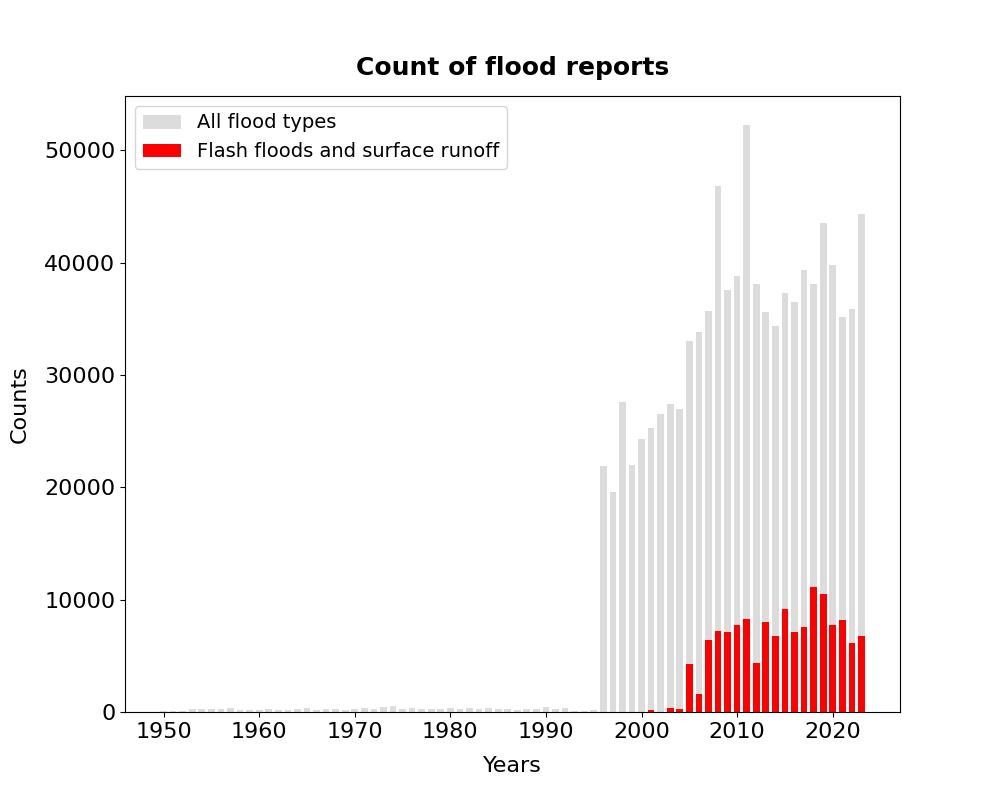 Count of flood reports
All flood types
Flash floods and surface runoff
50000
40000
30000
20000
10000
0
Counts
1950 1960 1970 1980 1990 2000 2010 2020
Years